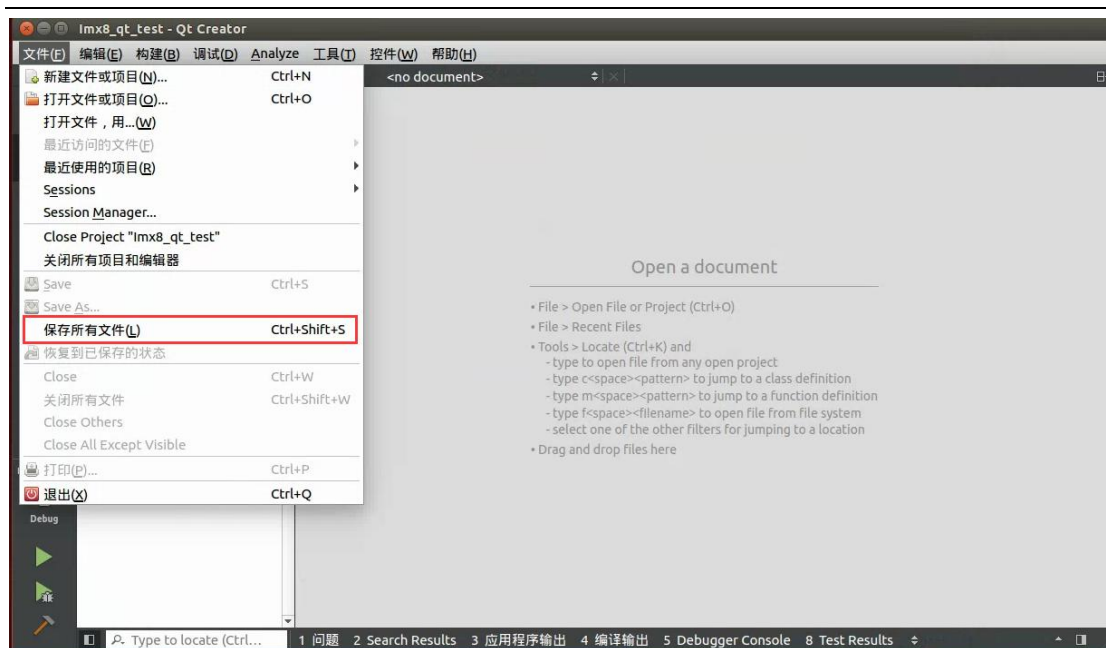 Imx8_qt_test - Qt Creator
文件(F) 编辑(E) 构建(B) 调试(D) Analyze 工具(T) 控件(W) 帮助(H)
<no document>
新建文件或项目(N)... Ctrl+N
打开文件或项目(O)... Ctrl+O
打开文件，用...(W)
最近访问的文件(F)
最近使用的项目(R)
Sessions
Session Manager...
Close Project "Imx8_qt_test"
关闭所有项目和编辑器
Save Ctrl+S
Save As...
保存所有文件(L) Ctrl+Shift+S
恢复到已保存的状态
Close Ctrl+W
关闭所有文件 Ctrl+Shift+W
Close Others
Close All Except Visible
打印(P)... Ctrl+P
退出(X) Ctrl+Q
Open a document
• File > Open File or Project (Ctrl+O)
• File > Recent Files
• Tools > Locate (Ctrl+K) and
- type to open file from any open project
- type c<space><pattern> to jump to a class definition
- type m<space><pattern> to jump to a function definition
- type f<space><filename> to open file from file system
- select one of the other filters for jumping to a location
• Drag and drop files here
Debug
Type to locate (Ctrl... 1 问题 2 Search Results 3 应用程序输出 4 编译输出 5 Debugger Console 8 Test Results